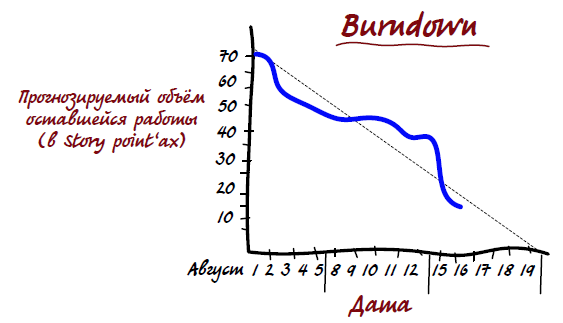 Burndown
Прогнозируемый объём
оставшейся работы
(в Story point'ах)
70
60
50
40
30
20
10
Август 1 2 3 4 5 8 9 10 11 12 15 16 17 18 19
Дата